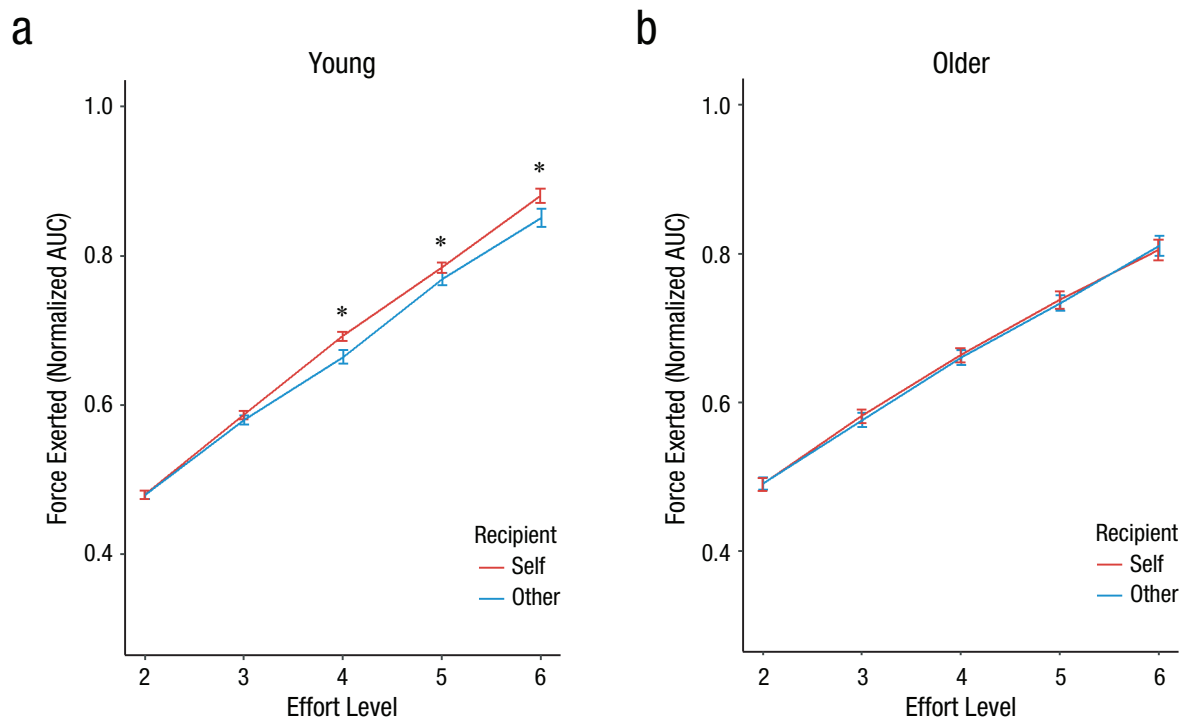 a
Young
Force Exerted (Normalized AUC)
1.0
0.8
0.6
0.4
*
*
*
Recipient
Self
Other
2 3 4 5 6
Effort Level
b
Older
Force Exerted (Normalized AUC)
1.0
0.8
0.6
0.4
Recipient
Self
Other
2 3 4 5 6
Effort Level